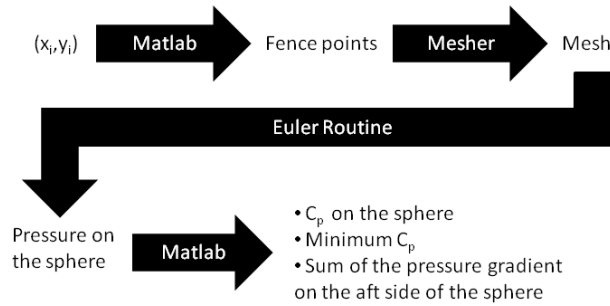 (xᵢ,yᵢ) Matlab Fence points Mesher Mesh
Euler Routine
Pressure on
the sphere
Matlab
• Cₚ on the sphere
• Minimum Cₚ
• Sum of the pressure gradient
on the aft side of the sphere